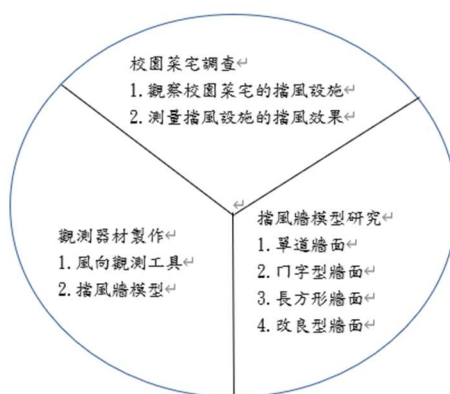 校園菜宅調查
1.觀察校園菜宅的擋風設施
2.測量擋風設施的擋風效果
觀測器材製作
1.風向觀測工具
2.擋風牆模型
擋風牆模型研究
1.單道牆面
2.冂字型牆面
3.長方形牆面
4.改良型牆面